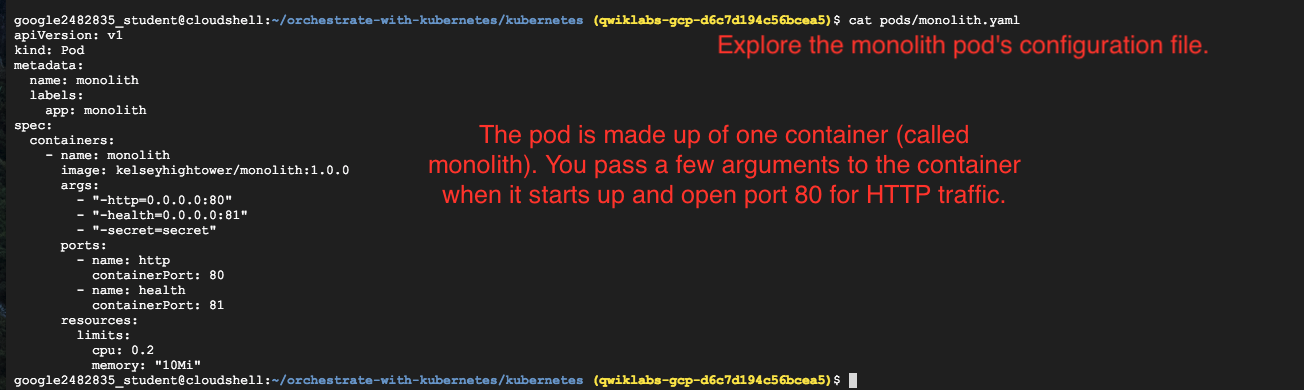 google2482835_student@cloudshell:~/orchestrate-with-kubernetes/kubernetes (qwiklabs-gcp-d6c7d194c56bcea5)$ cat pods/monolith.yaml
apiVersion: v1
Explore the monolith pod's configuration file.
kind: Pod
metadata:
  name: monolith
  labels:
    app: monolith
spec:
The pod is made up of one container (called
  containers:
    - name: monolith
monolith). You pass a few arguments to the container
      image: kelseyhightower/monolith:1.0.0
      args:
when it starts up and open port 80 for HTTP traffic.
        - "-http=0.0.0.0:80"
        - "-health=0.0.0.0:81"
        - "-secret=secret"
      ports:
        - name: http
          containerPort: 80
        - name: health
          containerPort: 81
      resources:
        limits:
          cpu: 0.2
          memory: "10Mi"
google2482835_student@cloudshell:~/orchestrate-with-kubernetes/kubernetes (qwiklabs-gcp-d6c7d194c56bcea5)$